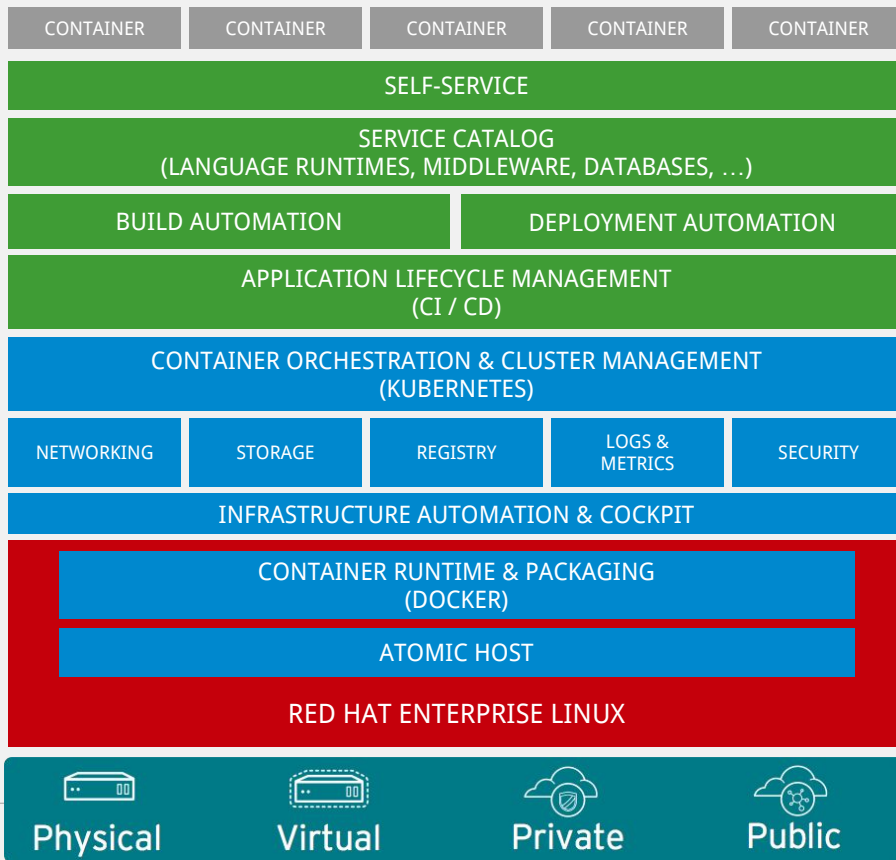 CONTAINER CONTAINER CONTAINER CONTAINER CONTAINER
SELF-SERVICE
SERVICE CATALOG
(LANGUAGE RUNTIMES, MIDDLEWARE, DATABASES, ...)
BUILD AUTOMATION DEPLOYMENT AUTOMATION
APPLICATION LIFECYCLE MANAGEMENT
(CI / CD)
CONTAINER ORCHESTRATION & CLUSTER MANAGEMENT
(KUBERNETES)
NETWORKING STORAGE REGISTRY LOGS &
METRICS SECURITY
INFRASTRUCTURE AUTOMATION & COCKPIT
CONTAINER RUNTIME & PACKAGING
(DOCKER)
ATOMIC HOST
RED HAT ENTERPRISE LINUX
Physical Virtual Private Public